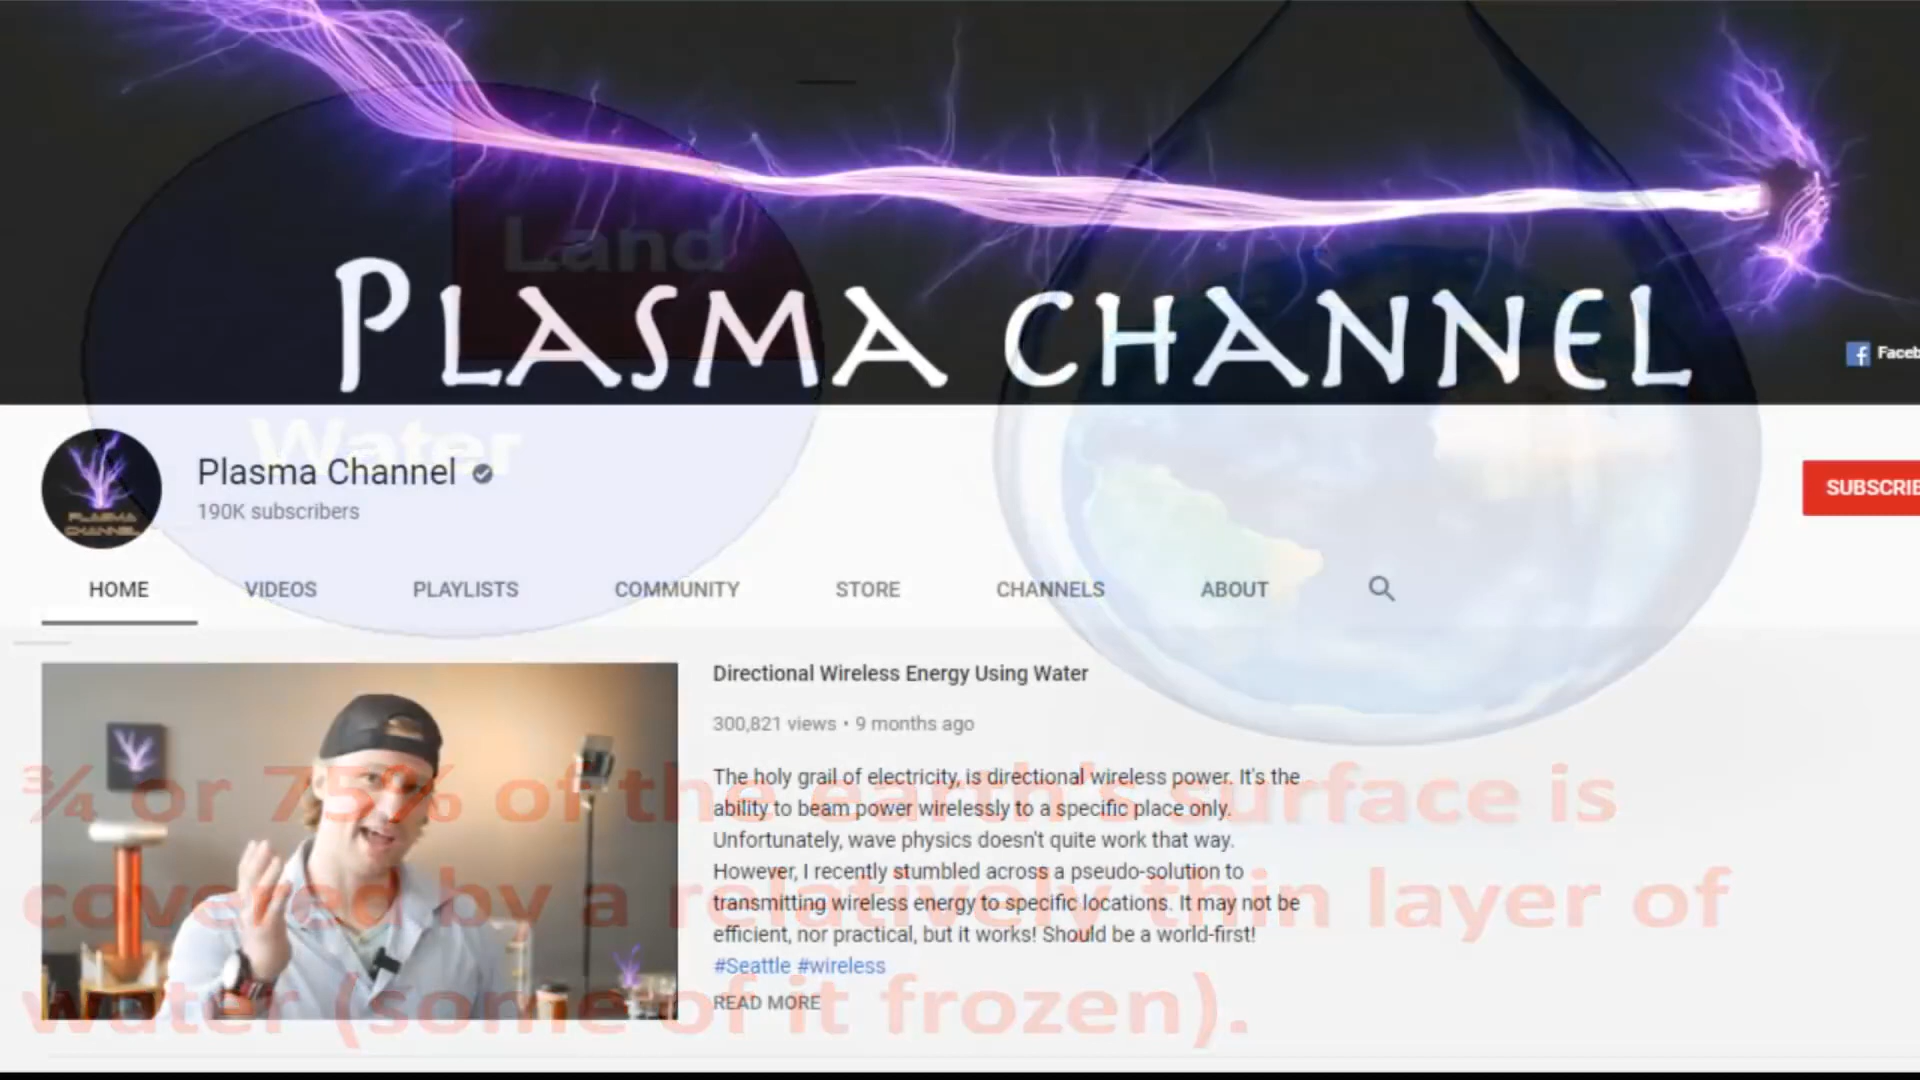 Land
PLASMA CHANNEL
Faceb
Water
Plasma Channel
190K subscribers
SUBSCRIBE
PLASMA
CHANNEL
HOME VIDEOS PLAYLISTS COMMUNITY STORE CHANNELS ABOUT
Directional Wireless Energy Using Water
300,821 views • 9 months ago
The holy grail of electricity, is directional wireless power. It's the
ability to beam power wirelessly to a specific place only.
Unfortunately, wave physics doesn't quite work that way.
However, I recently stumbled across a pseudo-solution to
transmitting wireless energy to specific locations. It may not be
efficient, nor practical, but it works! Should be a world-first!
#Seattle #wireless
READ MORE
¾ or 75% of the earth's surface is
covered by a relatively thin layer of
water (some of it frozen).